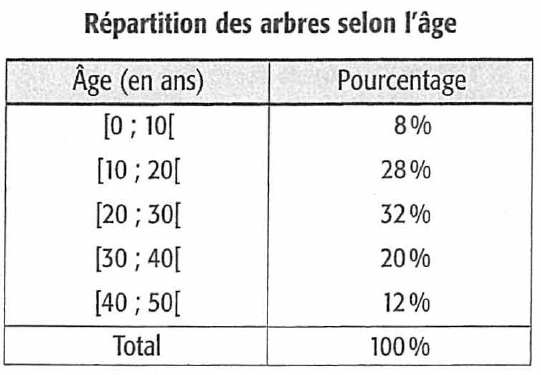 Répartition des arbres selon l'âge
Âge (en ans) Pourcentage
[0 ; 10[ 8%
[10 ; 20[ 28%
[20 ; 30[ 32%
[30 ; 40[ 20%
[40 ; 50[ 12%
Total 100%